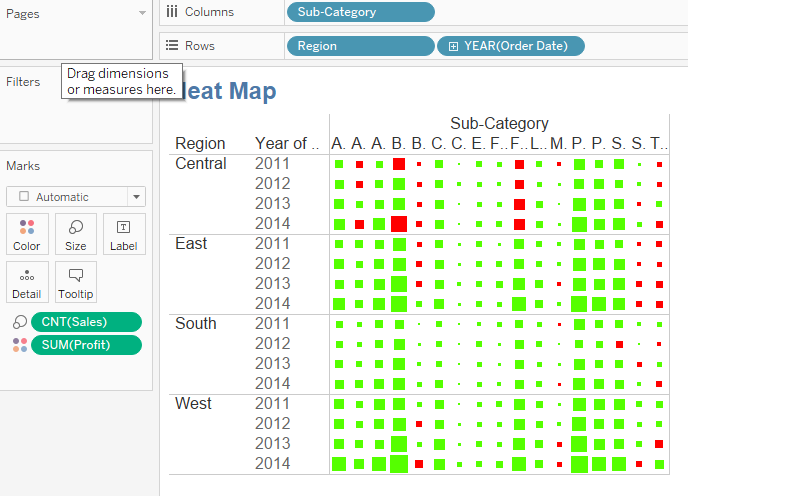 Pages
Columns
Sub-Category
Rows
Region
YEAR(Order Date)
Filters
Drag dimensions
or measures here.
eat Map
Sub-Category
Region Year of .. A. A. A. B. B. C. C. E. F.. F.. L.. M. P. P. S. S. T..
Central 2011
2012
2013
2014
East 2011
2012
2013
2014
South 2011
2012
2013
2014
West 2011
2012
2013
2014
Marks
Automatic
Color
Size
Label
Detail
Tooltip
CNT(Sales)
SUM(Profit)